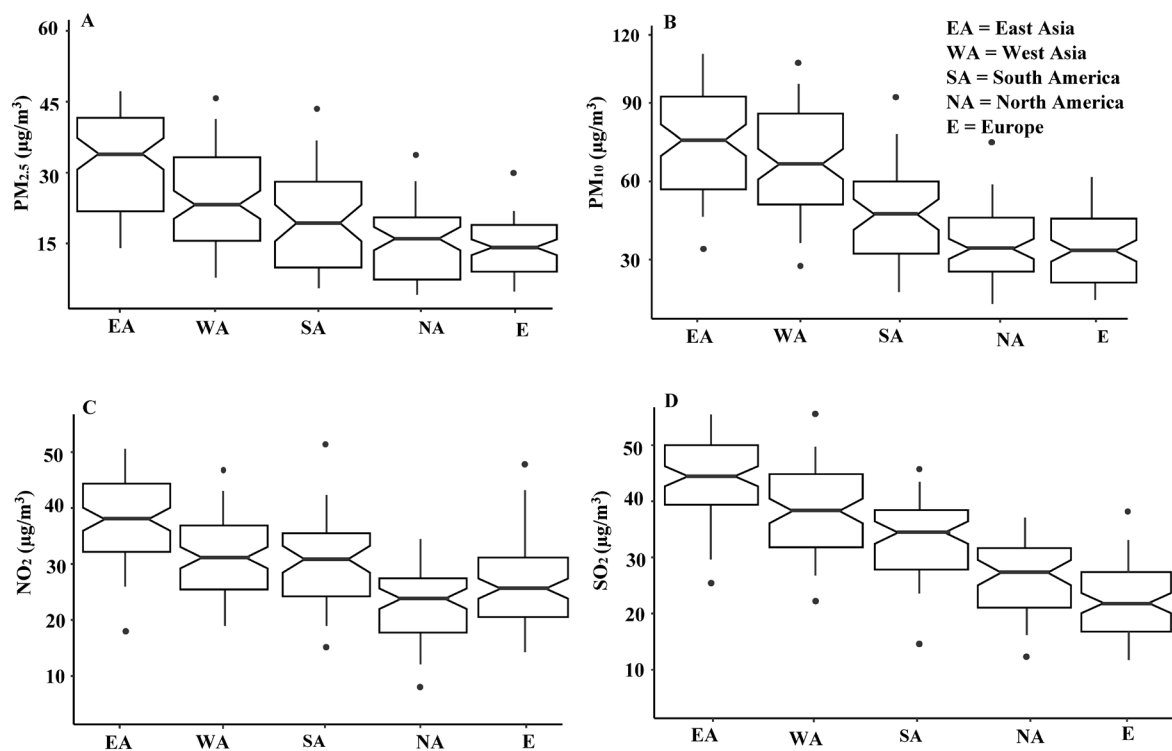 A
PM₂.₅ (µg/m³)
60
45
30
15
EA WA SA NA E
B
PM₁₀ (µg/m³)
120
90
60
30
EA WA SA NA E
EA = East Asia
WA = West Asia
SA = South America
NA = North America
E = Europe
C
NO₂ (µg/m³)
50
40
30
20
10
EA WA SA NA E
D
SO₂ (µg/m³)
50
40
30
20
10
EA WA SA NA E